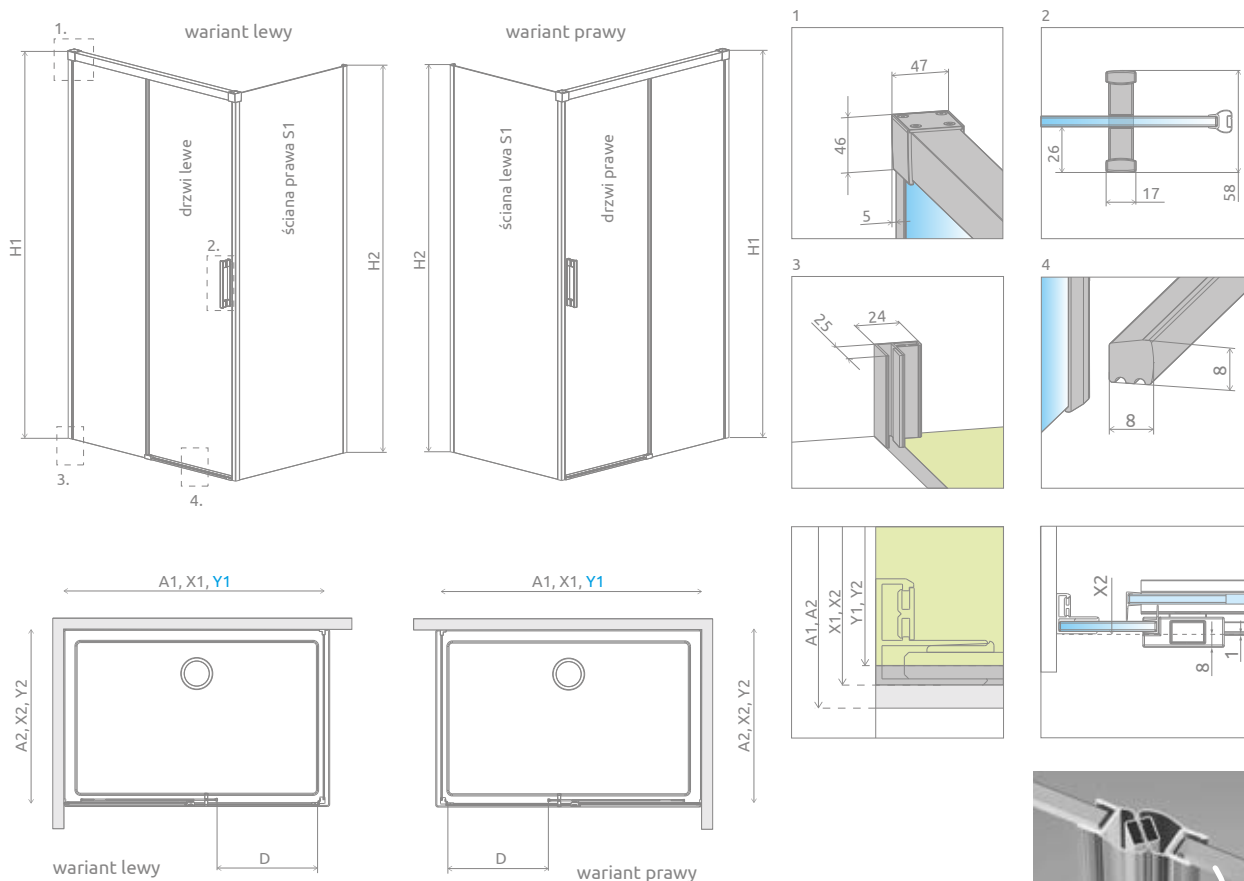 1.
wariant lewy
wariant prawy
H1
drzwi lewe
ściana prawa S1
2.
H2
3.
4.
H2
ściana lewa S1
drzwi prawe
H1
1
47
46
5
2
26
17
58
3
25
24
4
8
8
A1, X1, Y1
A2, X2, Y2
D
wariant lewy
A1, X1, Y1
A2, X2, Y2
D
wariant prawy
A1, A2
X1, X2
Y1, Y2
X2
8
1